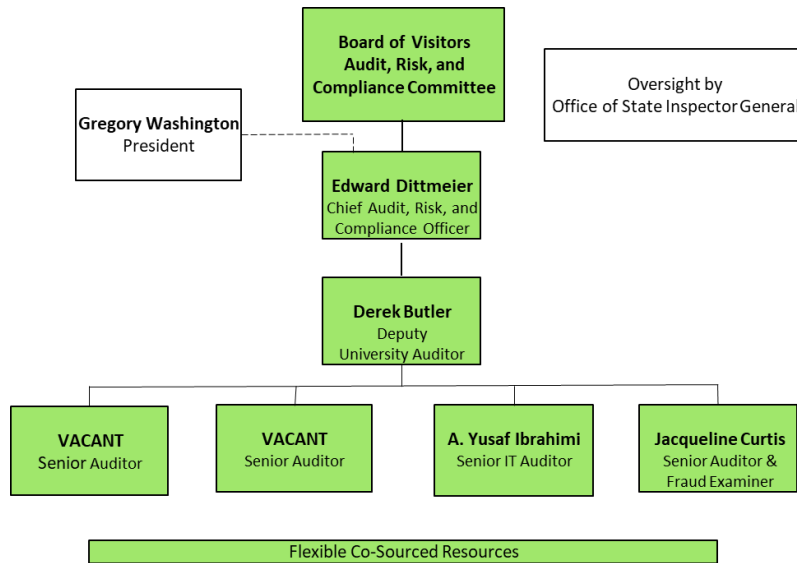 Board of Visitors
Audit, Risk, and
Compliance Committee
Oversight by
Office of State Inspector General
Gregory Washington
President
Edward Dittmeier
Chief Audit, Risk, and
Compliance Officer
Derek Butler
Deputy
University Auditor
VACANT
Senior Auditor
VACANT
Senior Auditor
A. Yusaf Ibrahimi
Senior IT Auditor
Jacqueline Curtis
Senior Auditor &
Fraud Examiner
Flexible Co-Sourced Resources